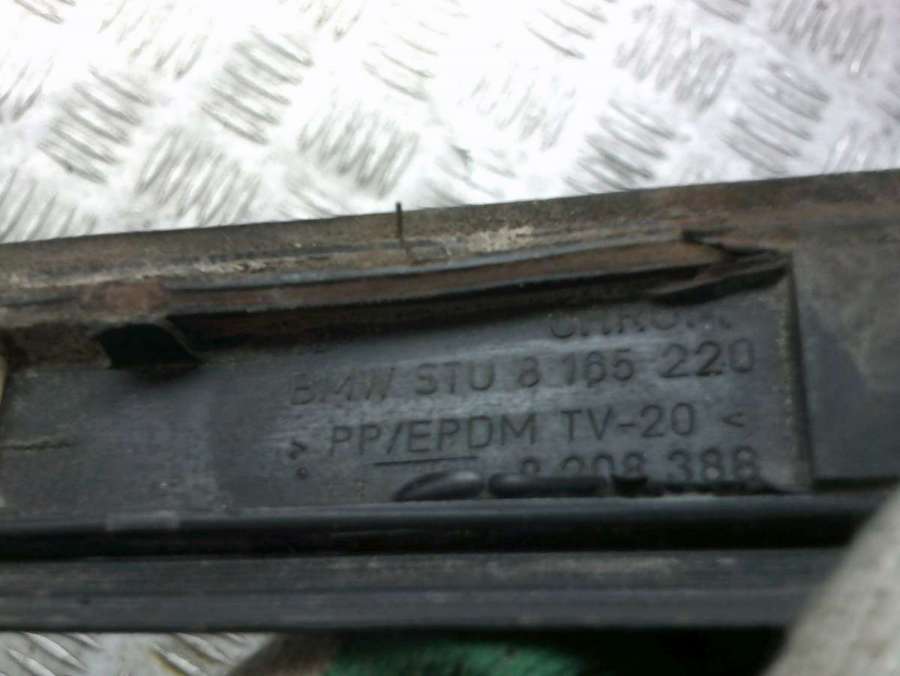 BMW STU 8 165 220
> PP/EPDM TV-20 <
8 208 388